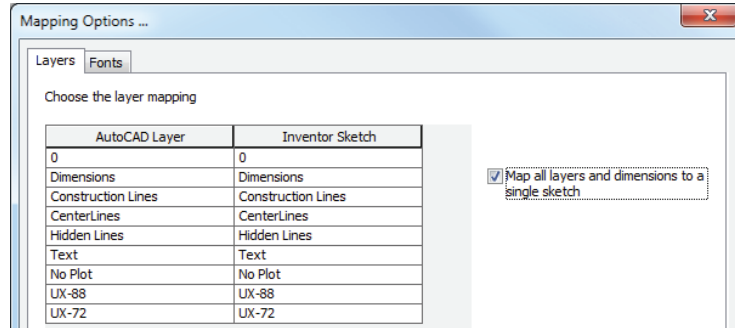 Mapping Options ...
x
Layers Fonts
Choose the layer mapping
AutoCAD Layer Inventor Sketch
0 0
Dimensions Dimensions
Construction Lines Construction Lines
CenterLines CenterLines
Hidden Lines Hidden Lines
Text Text
No Plot No Plot
UX-88 UX-88
UX-72 UX-72
Map all layers and dimensions to a
single sketch